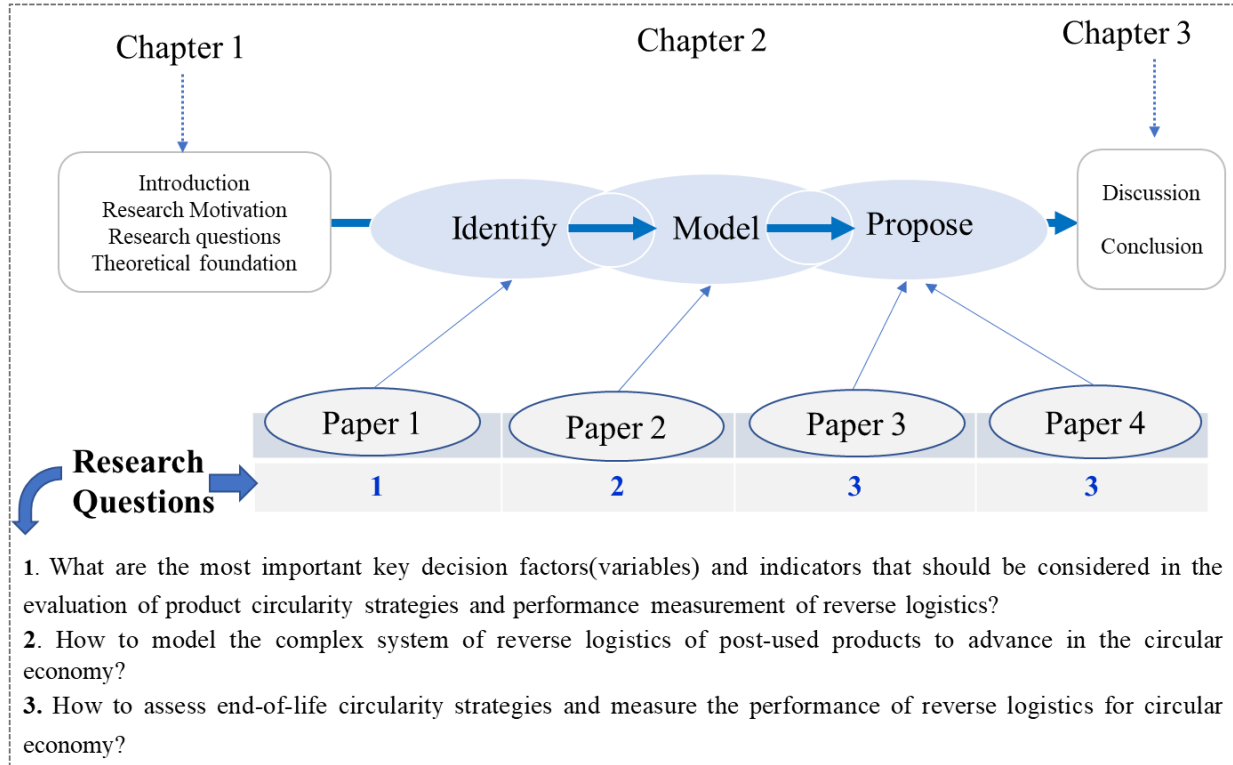 Chapter 1
Chapter 2
Chapter 3
Introduction
Research Motivation
Research questions
Theoretical foundation
Identify
Model
Propose
Discussion
Conclusion
Paper 1
Paper 2
Paper 3
Paper 4
Research
Questions
1
2
3
3
1. What are the most important key decision factors(variables) and indicators that should be considered in the
evaluation of product circularity strategies and performance measurement of reverse logistics?
2. How to model the complex system of reverse logistics of post-used products to advance in the circular
economy?
3. How to assess end-of-life circularity strategies and measure the performance of reverse logistics for circular
economy?